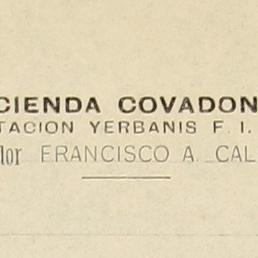 CIENDA COVADON
TACION YERBANIS F. I.
lor FRANCISCO A. CAL